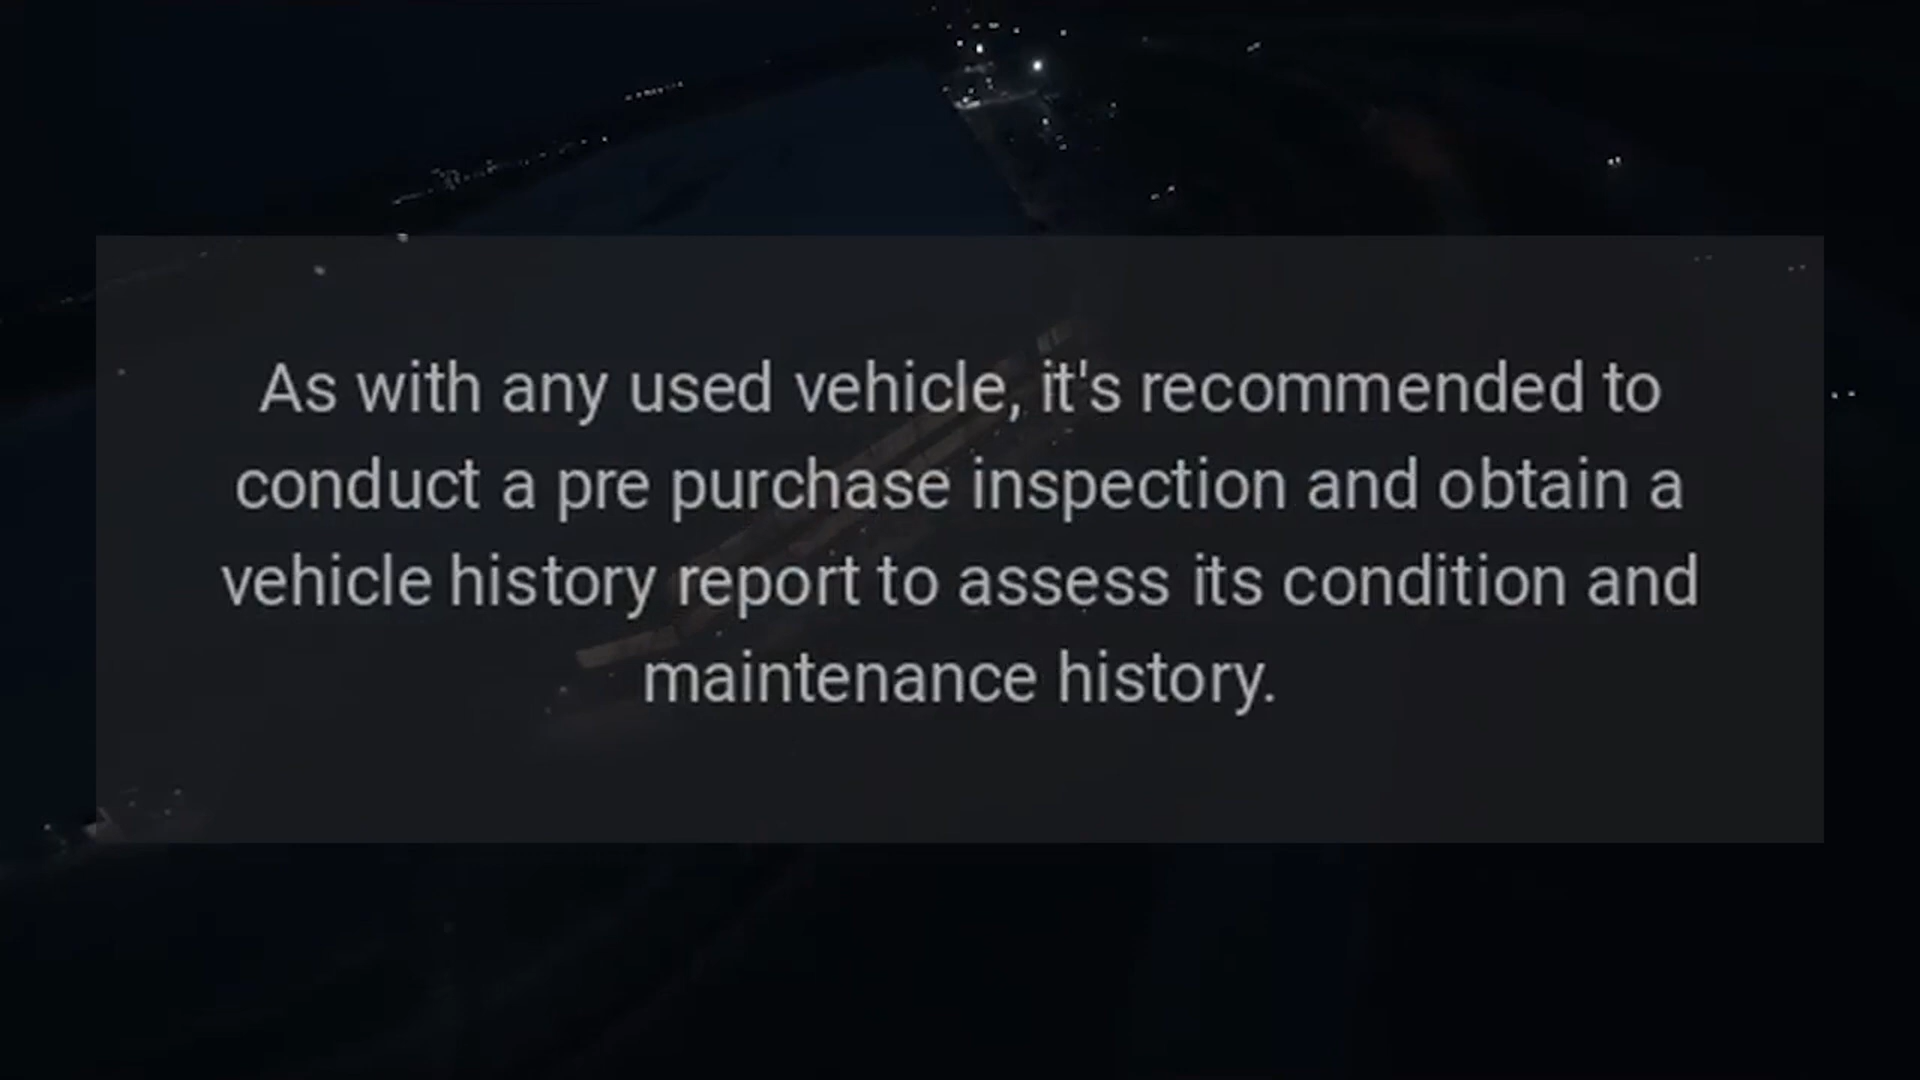 As with any used vehicle, it's recommended to
conduct a pre purchase inspection and obtain a
vehicle history report to assess its condition and
maintenance history.